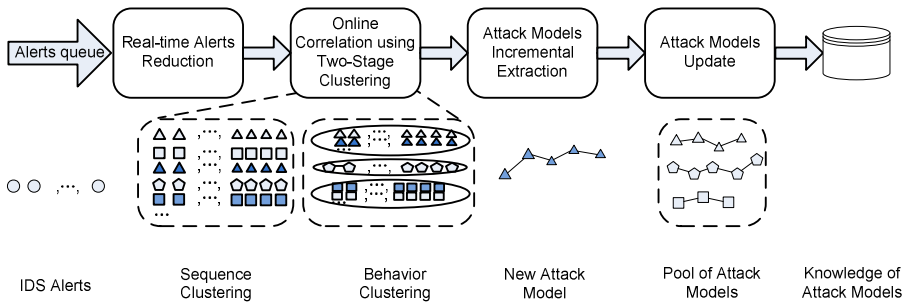 Alerts queue
Real-time Alerts
Reduction
Online
Correlation using
Two-Stage
Clustering
Attack Models
Incremental
Extraction
Attack Models
Update
IDS Alerts
Sequence
Clustering
Behavior
Clustering
New Attack
Model
Pool of Attack
Models
Knowledge of
Attack Models